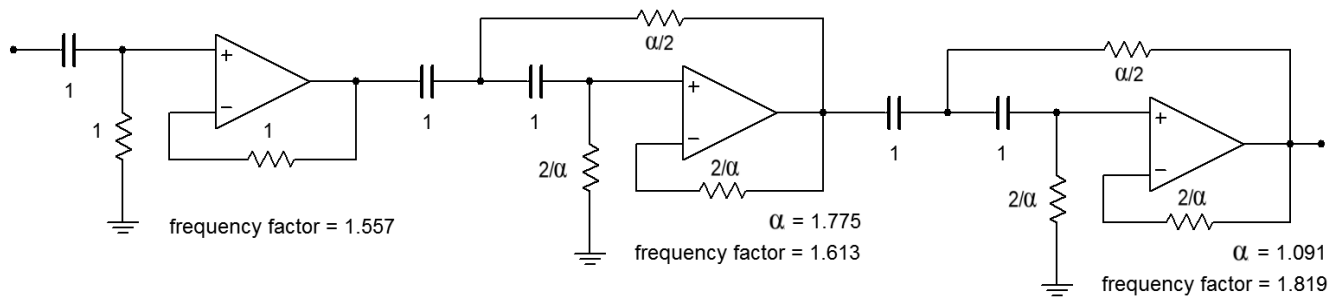 α/2
1
+
−
1
1
frequency factor = 1.557
1
1
+
−
2/α
2/α
α = 1.775
frequency factor = 1.613
α/2
1
1
+
−
2/α
2/α
α = 1.091
frequency factor = 1.819